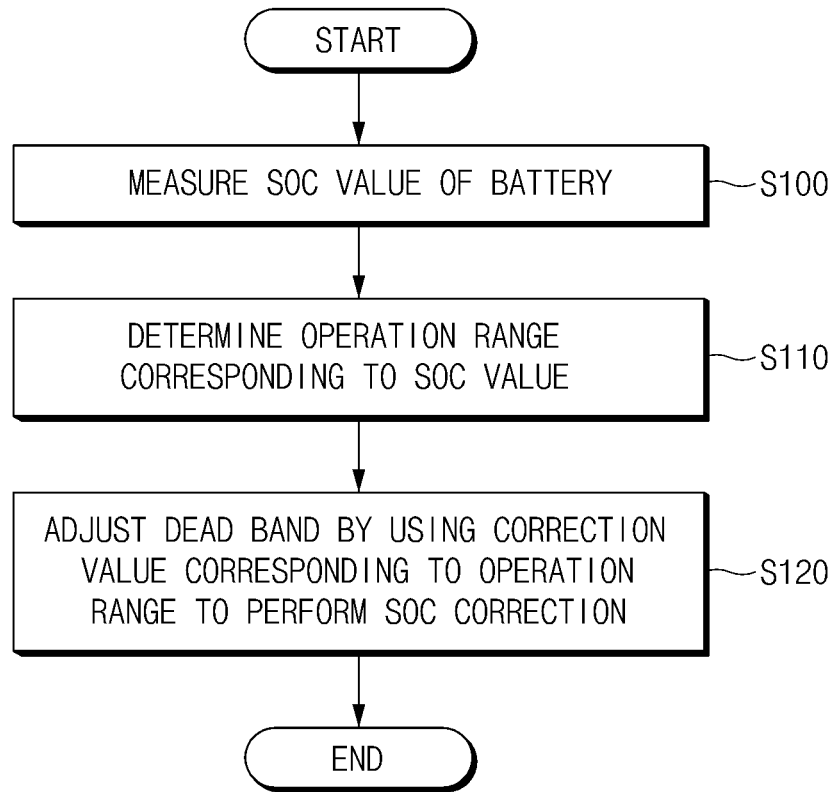 START
MEASURE SOC VALUE OF BATTERY
S100
DETERMINE OPERATION RANGE
CORRESPONDING TO SOC VALUE
S110
ADJUST DEAD BAND BY USING CORRECTION
VALUE CORRESPONDING TO OPERATION
RANGE TO PERFORM SOC CORRECTION
S120
END